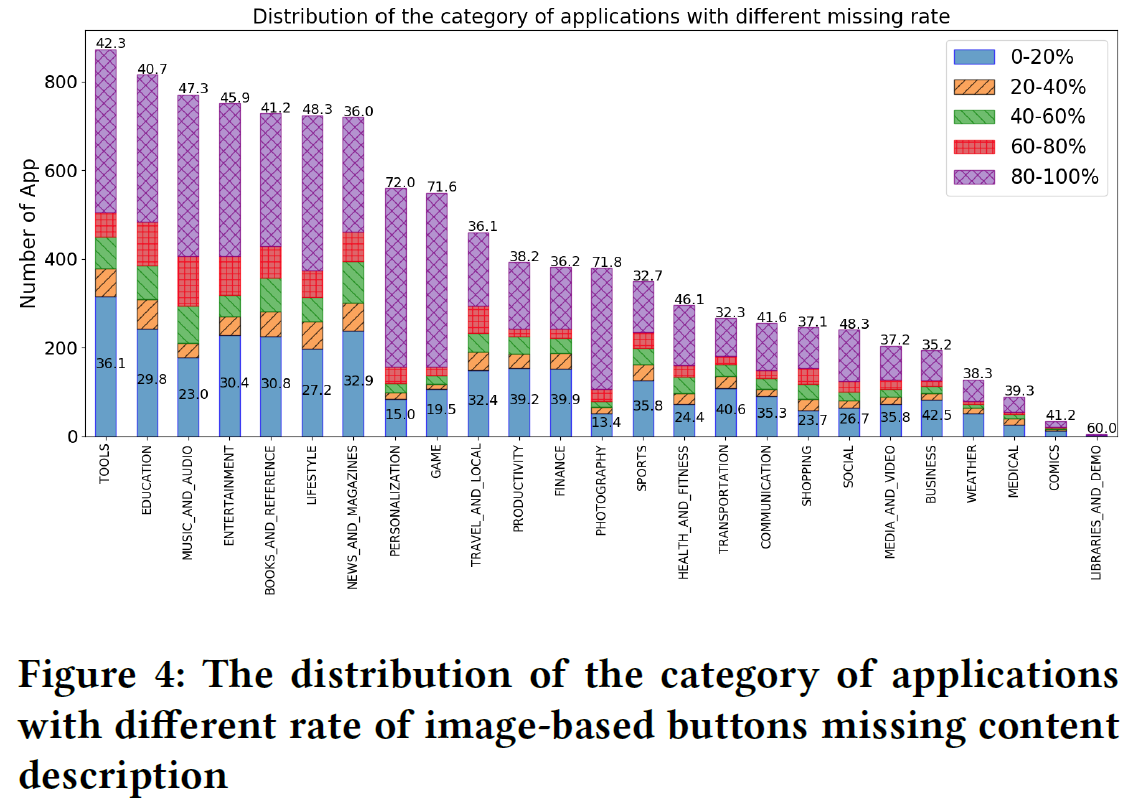 Distribution of the category of applications with different missing rate
Number of App
800
600
400
200
0
0-20%
20-40%
40-60%
60-80%
80-100%
42.3
40.7
47.3
45.9
41.2
48.3
36.0
72.0
71.6
36.1
38.2
36.2
71.8
32.7
46.1
32.3
41.6
37.1
48.3
37.2
35.2
38.3
39.3
41.2
60.0
36.1
29.8
23.0
30.4
30.8
27.2
32.9
15.0
19.5
32.4
39.2
39.9
13.4
35.8
24.4
40.6
35.3
23.7
26.7
35.8
42.5
TOOLS
EDUCATION
MUSIC_AND_AUDIO
ENTERTAINMENT
BOOKS_AND_REFERENCE
LIFESTYLE
NEWS_AND_MAGAZINES
PERSONALIZATION
GAME
TRAVEL_AND_LOCAL
PRODUCTIVITY
FINANCE
PHOTOGRAPHY
SPORTS
HEALTH_AND_FITNESS
TRANSPORTATION
COMMUNICATION
SHOPPING
SOCIAL
MEDIA_AND_VIDEO
BUSINESS
WEATHER
MEDICAL
COMICS
LIBRARIES_AND_DEMO
Figure 4: The distribution of the category of applications
with different rate of image-based buttons missing content
description